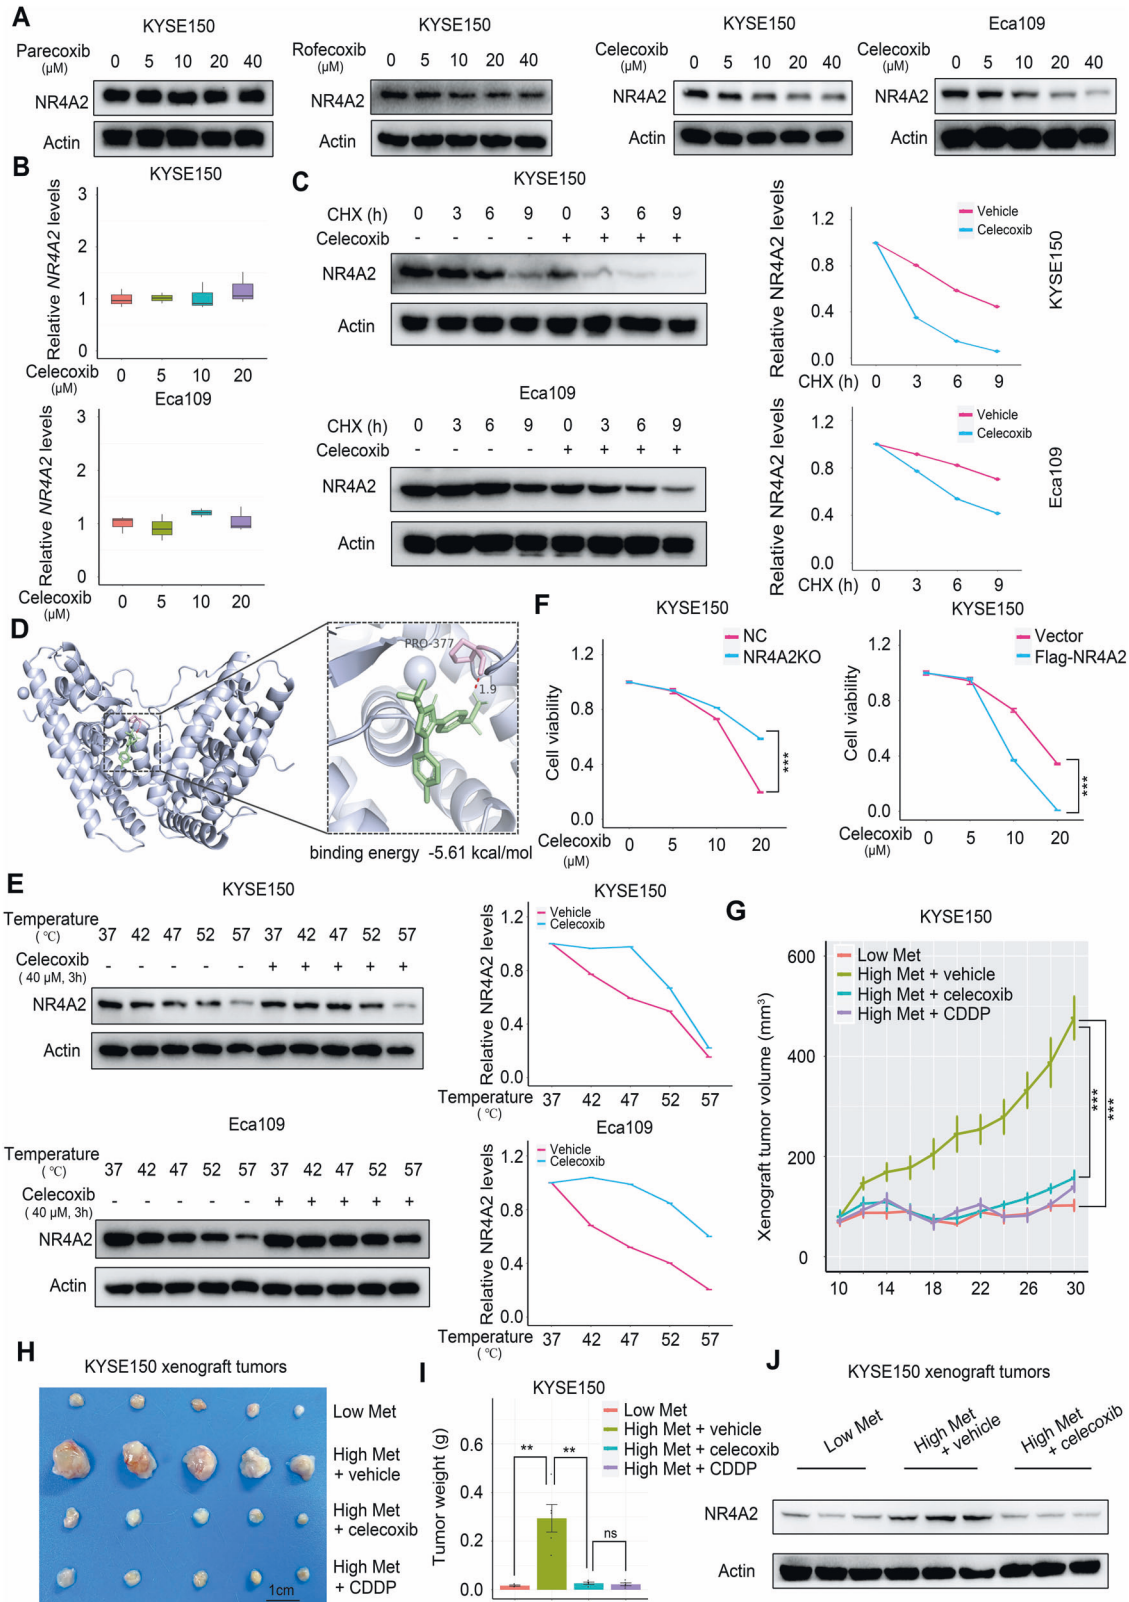 A
KYSE150
Parecoxib (µM) 0 5 10 20 40
NR4A2
Actin
KYSE150
Rofecoxib (µM) 0 5 10 20 40
NR4A2
Actin
KYSE150
Celecoxib (µM) 0 5 10 20 40
NR4A2
Actin
Eca109
Celecoxib (µM) 0 5 10 20 40
NR4A2
Actin
B
KYSE150
Relative NR4A2 levels
3
2
1
0
Celecoxib (µM) 0 5 10 20
Eca109
Relative NR4A2 levels
3
2
1
0
Celecoxib (µM) 0 5 10 20
C
KYSE150
CHX (h) 0 3 6 9 0 3 6 9
Celecoxib - - - - + + + +
NR4A2
Actin
Relative NR4A2 levels
1.2
0.8
0.4
0.0
Vehicle
Celecoxib
KYSE150
CHX (h) 0 3 6 9
Eca109
CHX (h) 0 3 6 9 0 3 6 9
Celecoxib - - - - + + + +
NR4A2
Actin
Relative NR4A2 levels
1.2
0.8
0.4
0.0
Vehicle
Celecoxib
Eca109
CHX (h) 0 3 6 9
D
PRO-377
1.9
binding energy -5.61 kcal/mol
F
KYSE150
NC
NR4A2KO
Cell viability
1.2
0.8
0.4
0.0
***
Celecoxib (µM) 0 5 10 20
KYSE150
Vector
Flag-NR4A2
Cell viability
1.2
0.8
0.4
0.0
***
Celecoxib (µM) 0 5 10 20
E
KYSE150
Temperature (℃) 37 42 47 52 57 37 42 47 52 57
Celecoxib (40 µM, 3h) - - - - - + + + + +
NR4A2
Actin
KYSE150
Vehicle
Celecoxib
Relative NR4A2 levels
1.2
0.8
0.4
0.0
Temperature (℃) 37 42 47 52 57
Eca109
Temperature (℃) 37 42 47 52 57 37 42 47 52 57
Celecoxib (40 µM, 3h) - - - - - + + + + +
NR4A2
Actin
Eca109
Vehicle
Celecoxib
Relative NR4A2 levels
1.2
0.8
0.4
0.0
Temperature (℃) 37 42 47 52 57
G
KYSE150
Low Met
High Met + vehicle
High Met + celecoxib
High Met + CDDP
Xenograft tumor volume (mm³)
600
400
200
0
***
***
10 14 18 22 26 30
H
KYSE150 xenograft tumors
Low Met
High Met
+ vehicle
High Met
+ celecoxib
High Met
+ CDDP
1cm
I
KYSE150
Low Met
High Met + vehicle
High Met + celecoxib
High Met + CDDP
Tumor weight (g)
0.6
0.4
0.2
0.0
**
**
ns
J
KYSE150 xenograft tumors
Low Met
High Met
+ vehicle
High Met
+ celecoxib
NR4A2
Actin